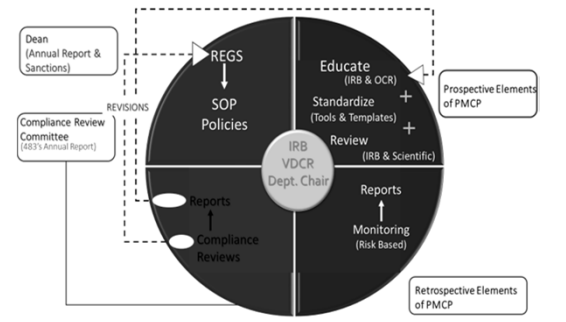 Dean
(Annual Report &
Sanctions)
REVISIONS
Compliance Review
Committee
(483's Annual Report)
REGS
SOP
Policies
Educate
(IRB & OCR)
+
Standardize
(Tools & Templates)
+
Review
(IRB & Scientific)
Prospective Elements
of PMCP
IRB
VDCR
Dept. Chair
Reports
Compliance
Reviews
Reports
Monitoring
(Risk Based)
Retrospective Elements
of PMCP